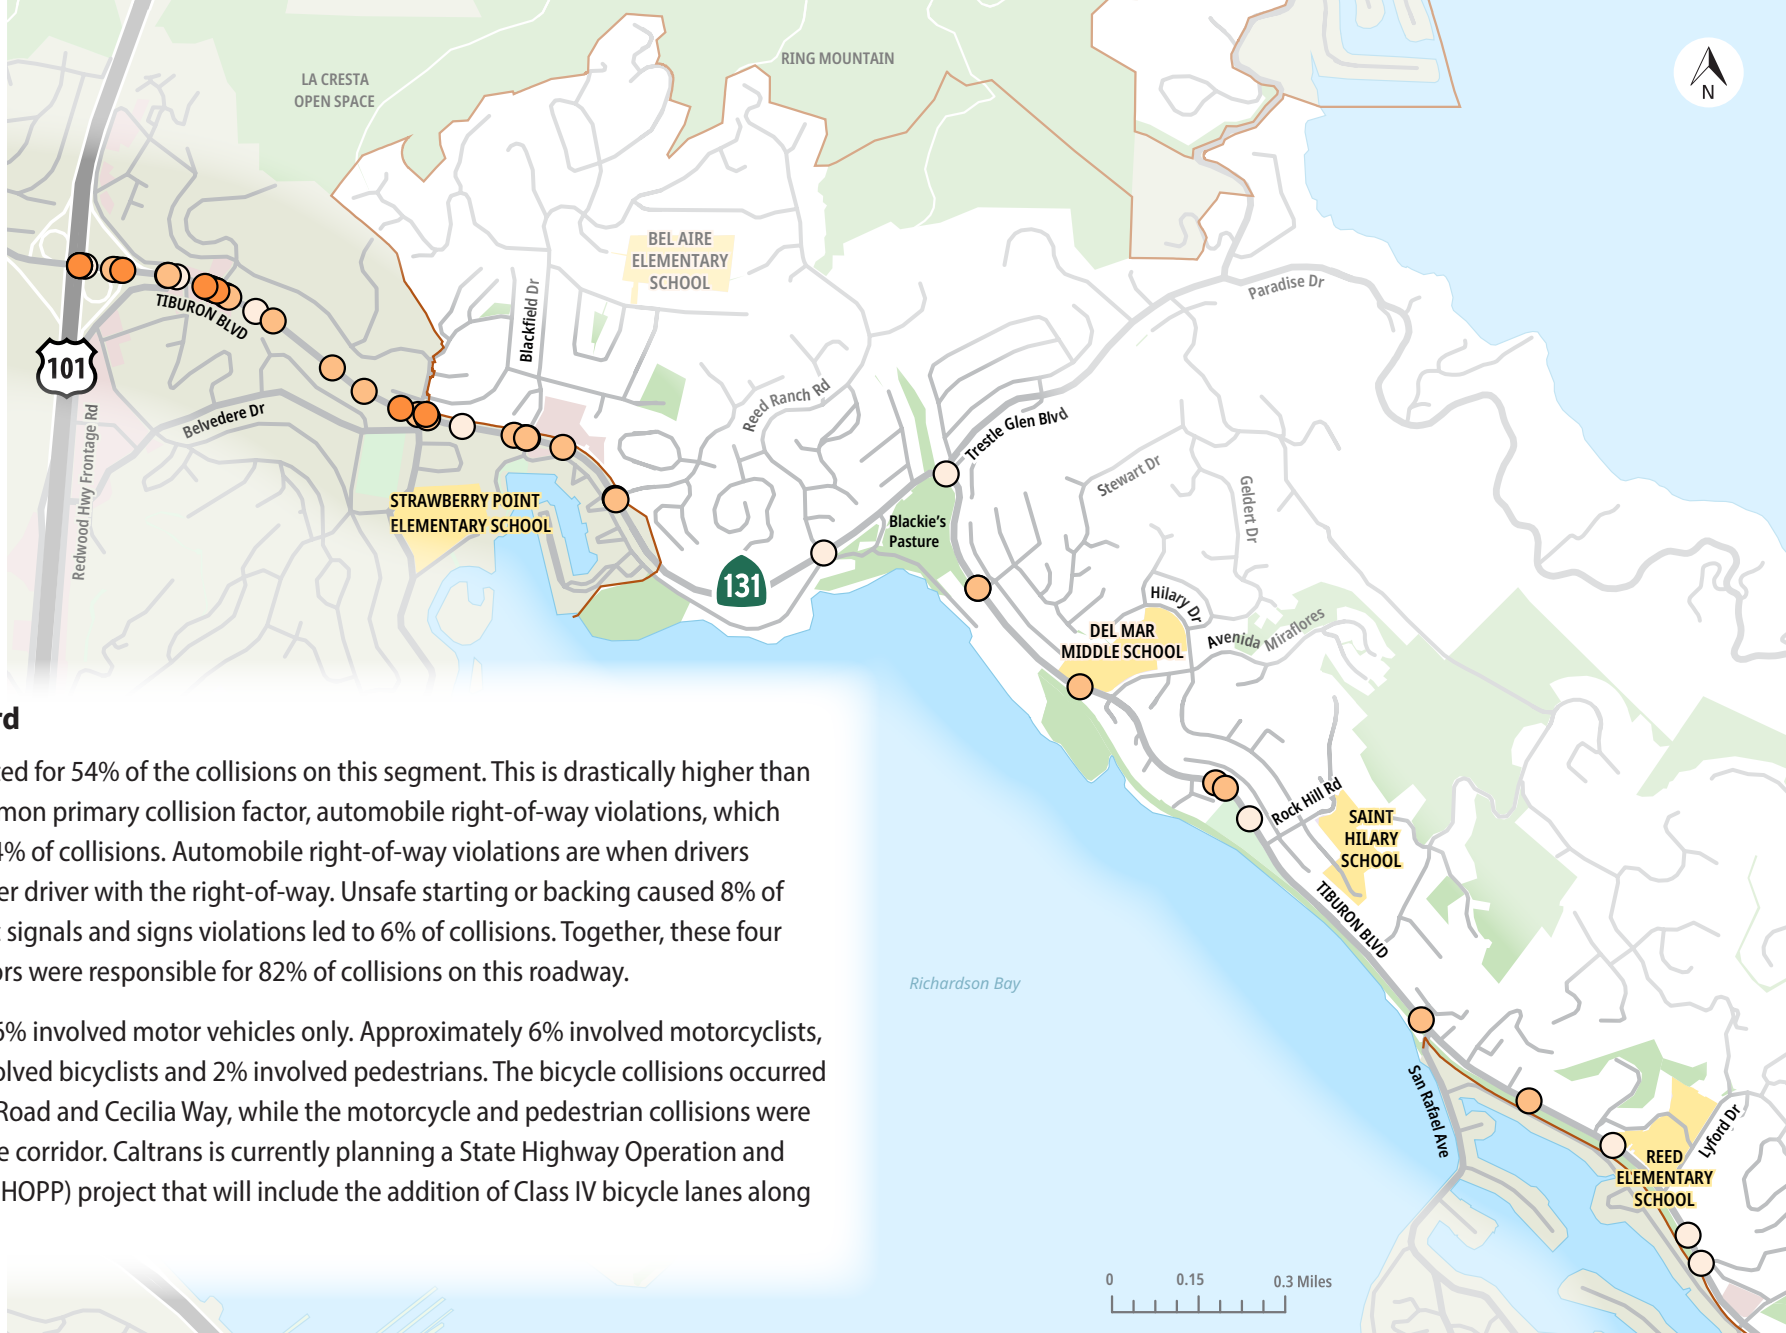 LA CRESTA
OPEN SPACE
RING MOUNTAIN
N
BEL AIRE
ELEMENTARY
SCHOOL
Paradise Dr
TIBURON BLVD
Blackfield Dr
101
Redwood Hwy Frontage Rd
Belvedere Dr
Reed Ranch Rd
Trestle Glen Blvd
Stewart Dr
Geldert Dr
STRAWBERRY POINT
ELEMENTARY SCHOOL
Blackie's
Pasture
131
Hilary Dr
Avenida Miraflores
DEL MAR
MIDDLE SCHOOL
Rock Hill Rd
SAINT
HILARY
SCHOOL
TIBURON BLVD
Richardson Bay
San Rafael Ave
Lyford Dr
REED
ELEMENTARY
SCHOOL
0 0.15 0.3 Miles
rd
ted for 54% of the collisions on this segment. This is drastically higher than
mon primary collision factor, automobile right-of-way violations, which
4% of collisions. Automobile right-of-way violations are when drivers
er driver with the right-of-way. Unsafe starting or backing caused 8% of
signals and signs violations led to 6% of collisions. Together, these four
ors were responsible for 82% of collisions on this roadway.
% involved motor vehicles only. Approximately 6% involved motorcyclists,
olved bicyclists and 2% involved pedestrians. The bicycle collisions occurred
Road and Cecilia Way, while the motorcycle and pedestrian collisions were
e corridor. Caltrans is currently planning a State Highway Operation and
HOPP) project that will include the addition of Class IV bicycle lanes along